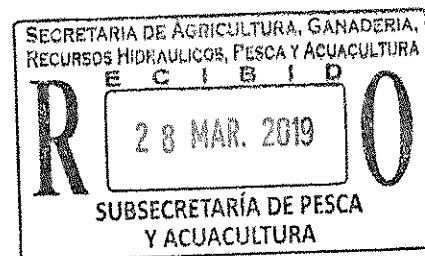 SECRETARIA DE AGRICULTURA, GANADERIA,
RECURSOS HIDRAULICOS, PESCA Y ACUACULTURA
R E C I B I D O
28 MAR. 2019
SUBSECRETARÍA DE PESCA
Y ACUACULTURA